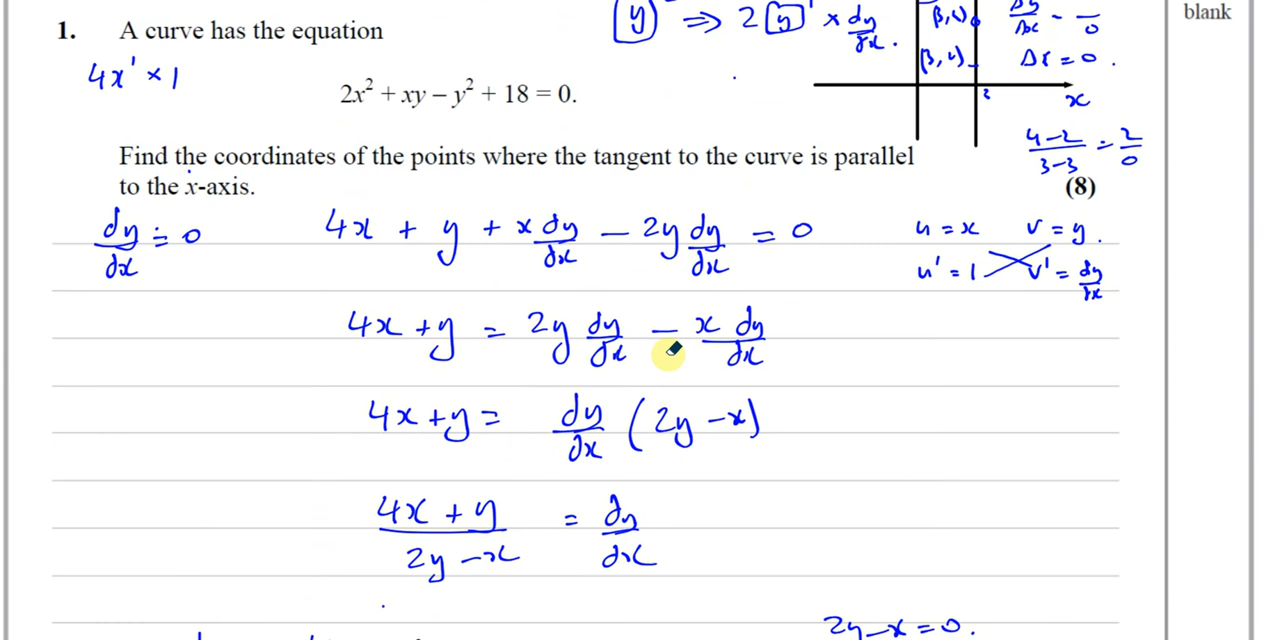 (y) ⇒ 2(y)' × dy/dx.
(3,4)
Δy/Δx = -/0
blank
1. A curve has the equation
4x' × 1
(3,2)
Δx = 0.
2x² + xy – y² + 18 = 0.
2
x
Find the coordinates of the points where the tangent to the curve is parallel
to the x-axis.
(8)
4-2/3-3 = 2/0
dy/dx = 0
4x + y + x dy/dx - 2y dy/dx = 0
u = x v = y.
u' = 1 v' = dy/dx
4x + y = 2y dy/dx - x dy/dx
4x + y = dy/dx (2y - x)
4x + y / 2y - x = dy/dx
2y - x = 0.